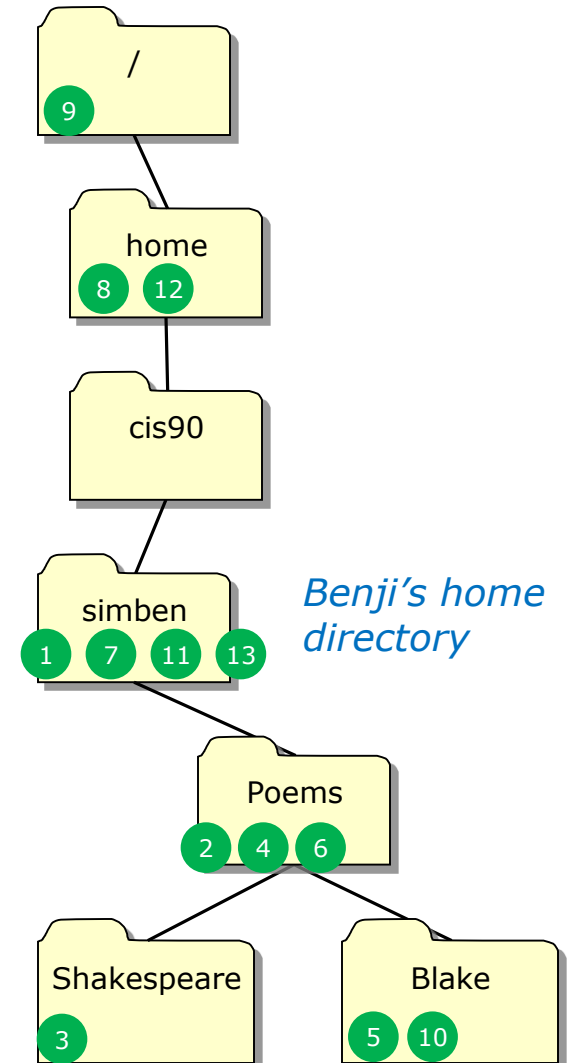 /
9
home
8 12
cis90
simben
1 7 11 13
Benji's home
directory
Poems
2 4 6
Shakespeare
3
Blake
5 10